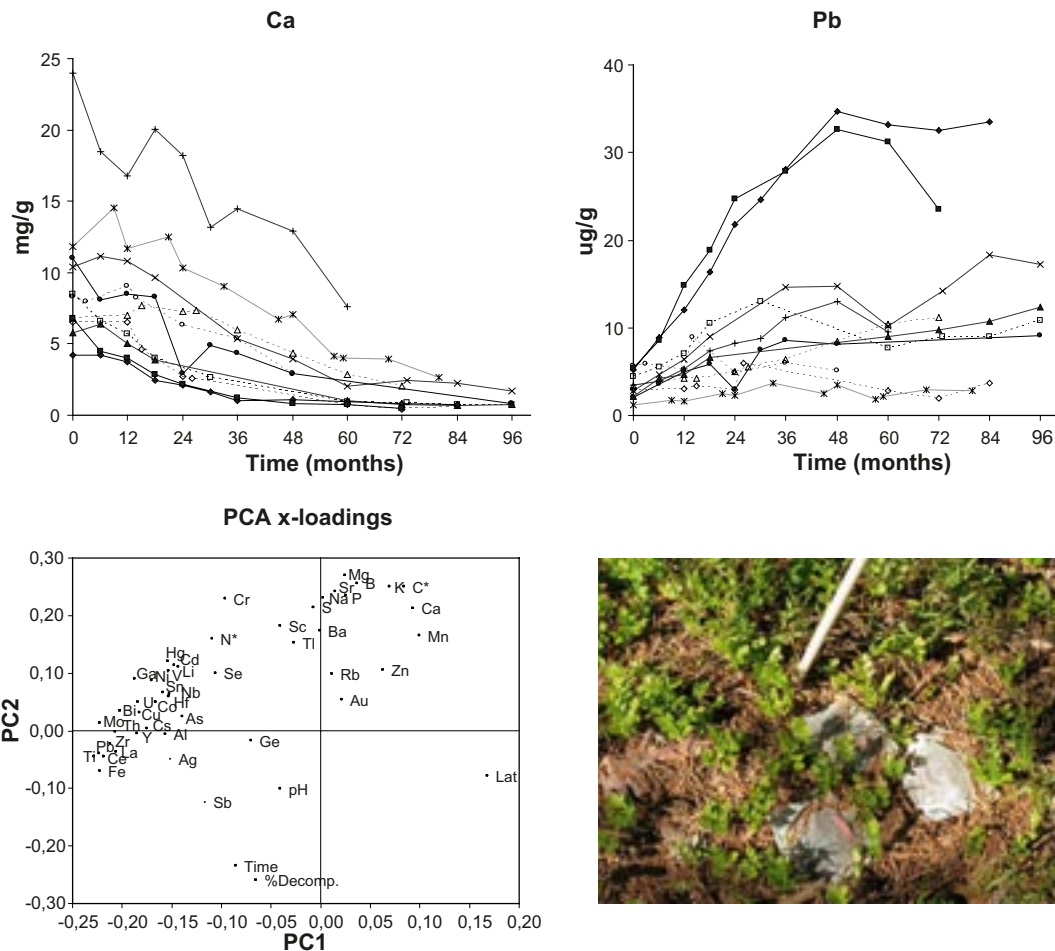 Ca
25
20
15
10
5
0
mg/g
0 12 24 36 48 60 72 84 96
Time (months)
Pb
40
30
20
10
0
ug/g
0 12 24 36 48 60 72 84 96
Time (months)
PCA x-loadings
0,30
0,20
0,10
0,00
-0,10
-0,20
-0,30
PC2
Mg
Sr B K C*
Na P
S Ca
Cr
Sc Ba Mn
N* Tl
Hg Cd
Ga Ni V Li Se Rb Zn
Sn Nb
U Co Hf Au
Bi Cu As
Mo Th Cs
Zr Y Al
Pb La Ge
Ti Ce Ag
Fe Lat
pH
Sb
Time
%Decomp.
-0,25 -0,20 -0,15 -0,10 -0,05 0,00 0,05 0,10 0,15 0,20
PC1